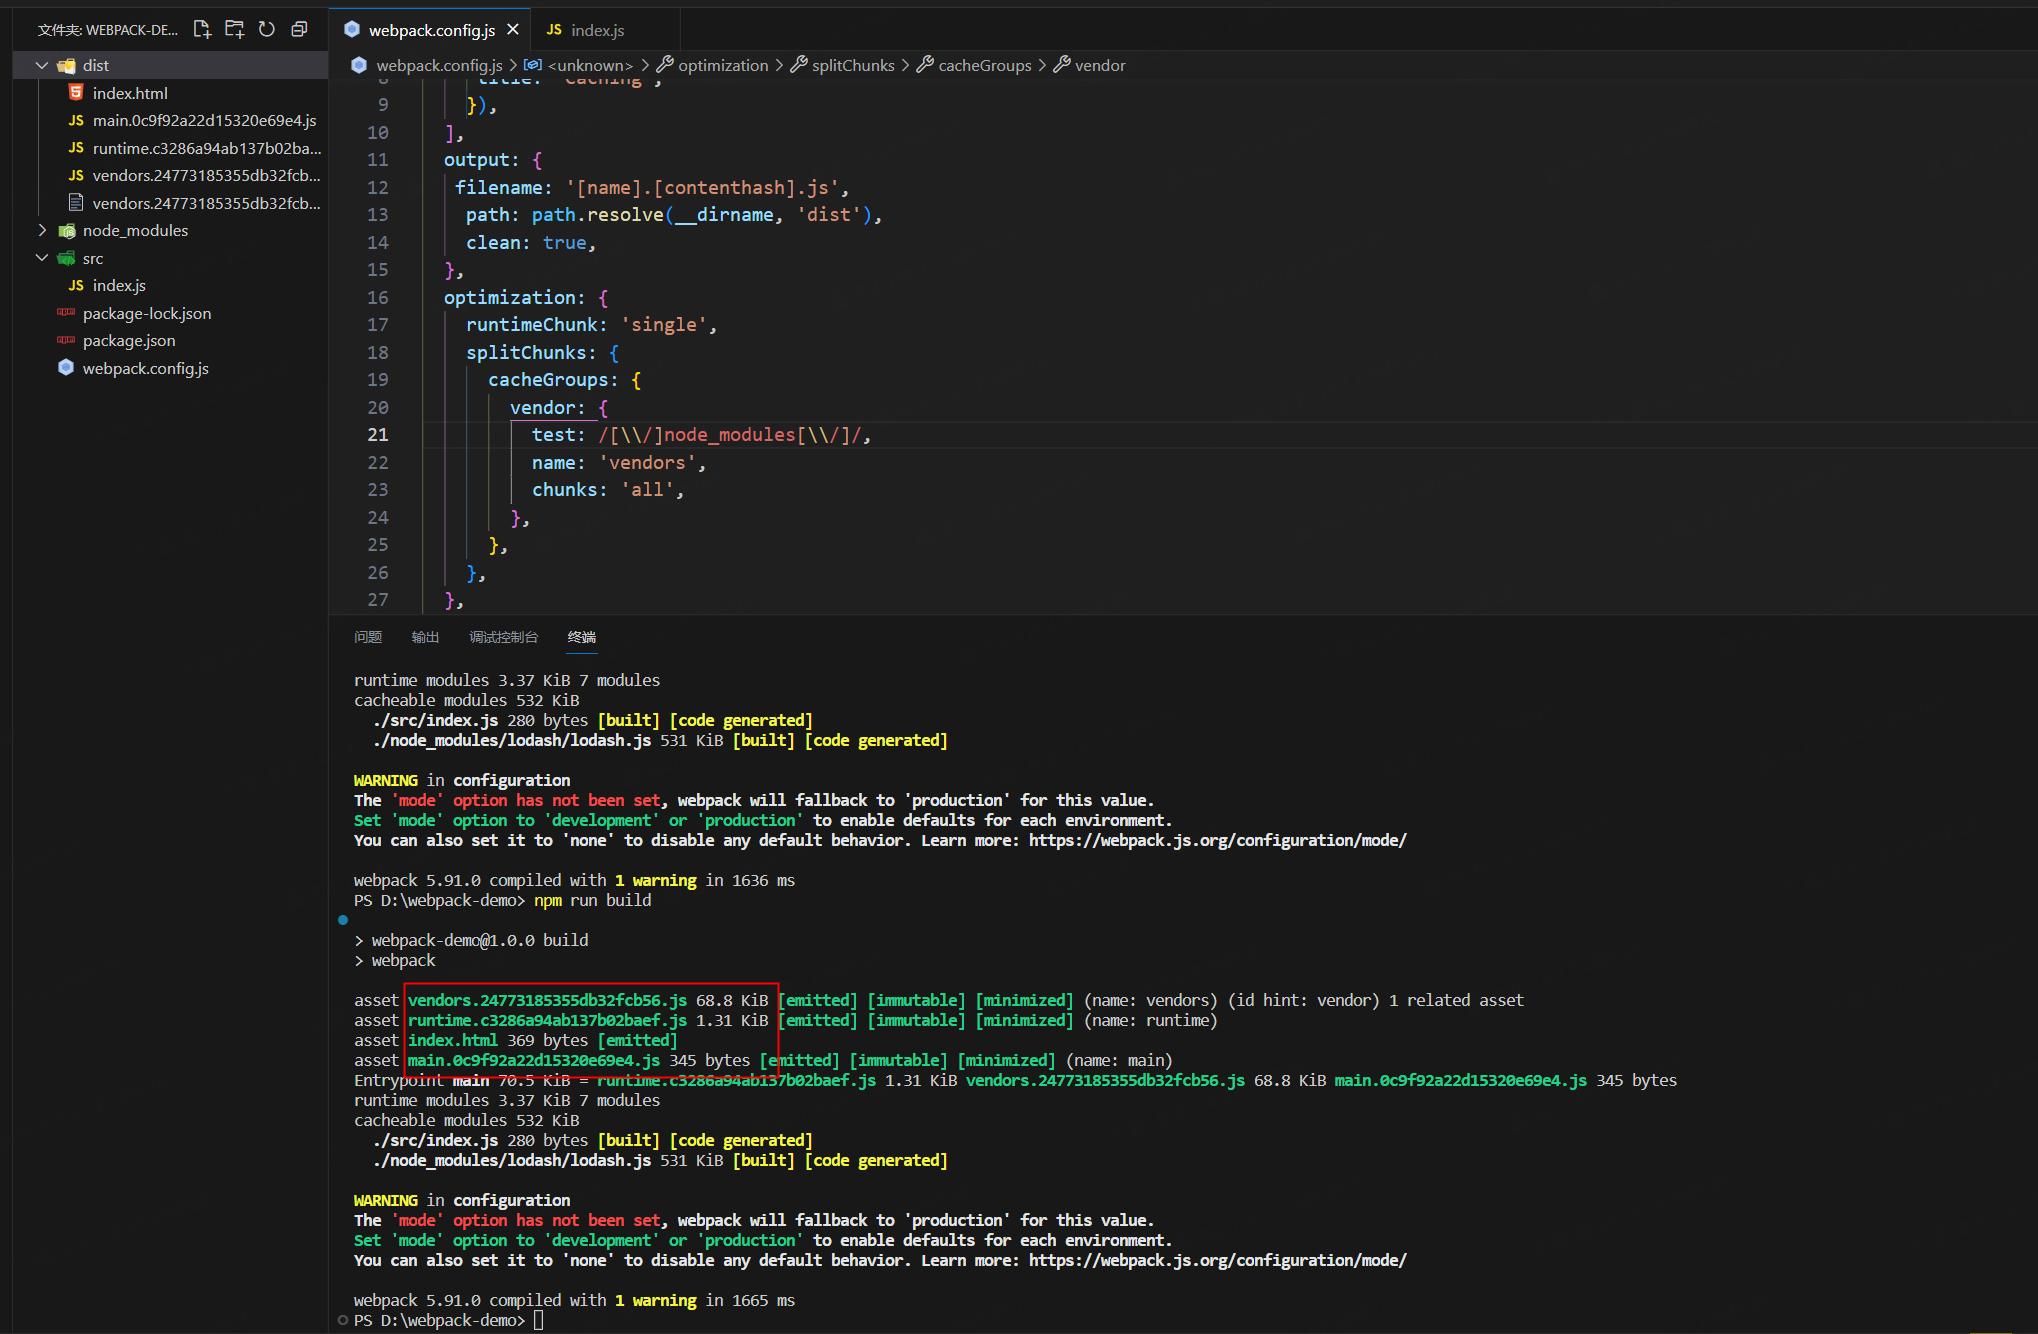 文件夹: WEBPACK-DE...
dist
index.html
JS main.0c9f92a22d15320e69e4.js
JS runtime.c3286a94ab137b02ba...
JS vendors.24773185355db32fcb...
vendors.24773185355db32fcb...
node_modules
src
JS index.js
package-lock.json
package.json
webpack.config.js
webpack.config.js
JS index.js
webpack.config.js > <unknown> > optimization > splitChunks > cacheGroups > vendor
8 title: 'Caching',
9 }),
10 ],
11 output: {
12 filename: '[name].[contenthash].js',
13 path: path.resolve(__dirname, 'dist'),
14 clean: true,
15 },
16 optimization: {
17 runtimeChunk: 'single',
18 splitChunks: {
19 cacheGroups: {
20 vendor: {
21 test: /[\\/]node_modules[\\/]/,
22 name: 'vendors',
23 chunks: 'all',
24 },
25 },
26 },
27 },
问题 输出 调试控制台 终端
runtime modules 3.37 KiB 7 modules
cacheable modules 532 KiB
./src/index.js 280 bytes [built] [code generated]
./node_modules/lodash/lodash.js 531 KiB [built] [code generated]
WARNING in configuration
The 'mode' option has not been set, webpack will fallback to 'production' for this value.
Set 'mode' option to 'development' or 'production' to enable defaults for each environment.
You can also set it to 'none' to disable any default behavior. Learn more: https://webpack.js.org/configuration/mode/
webpack 5.91.0 compiled with 1 warning in 1636 ms
PS D:\webpack-demo> npm run build
> webpack-demo@1.0.0 build
> webpack
asset vendors.24773185355db32fcb56.js 68.8 KiB [emitted] [immutable] [minimized] (name: vendors) (id hint: vendor) 1 related asset
asset runtime.c3286a94ab137b02baef.js 1.31 KiB [emitted] [immutable] [minimized] (name: runtime)
asset index.html 369 bytes [emitted]
asset main.0c9f92a22d15320e69e4.js 345 bytes [emitted] [immutable] [minimized] (name: main)
Entrypoint main 70.5 KiB = runtime.c3286a94ab137b02baef.js 1.31 KiB vendors.24773185355db32fcb56.js 68.8 KiB main.0c9f92a22d15320e69e4.js 345 bytes
runtime modules 3.37 KiB 7 modules
cacheable modules 532 KiB
./src/index.js 280 bytes [built] [code generated]
./node_modules/lodash/lodash.js 531 KiB [built] [code generated]
WARNING in configuration
The 'mode' option has not been set, webpack will fallback to 'production' for this value.
Set 'mode' option to 'development' or 'production' to enable defaults for each environment.
You can also set it to 'none' to disable any default behavior. Learn more: https://webpack.js.org/configuration/mode/
webpack 5.91.0 compiled with 1 warning in 1665 ms
PS D:\webpack-demo>